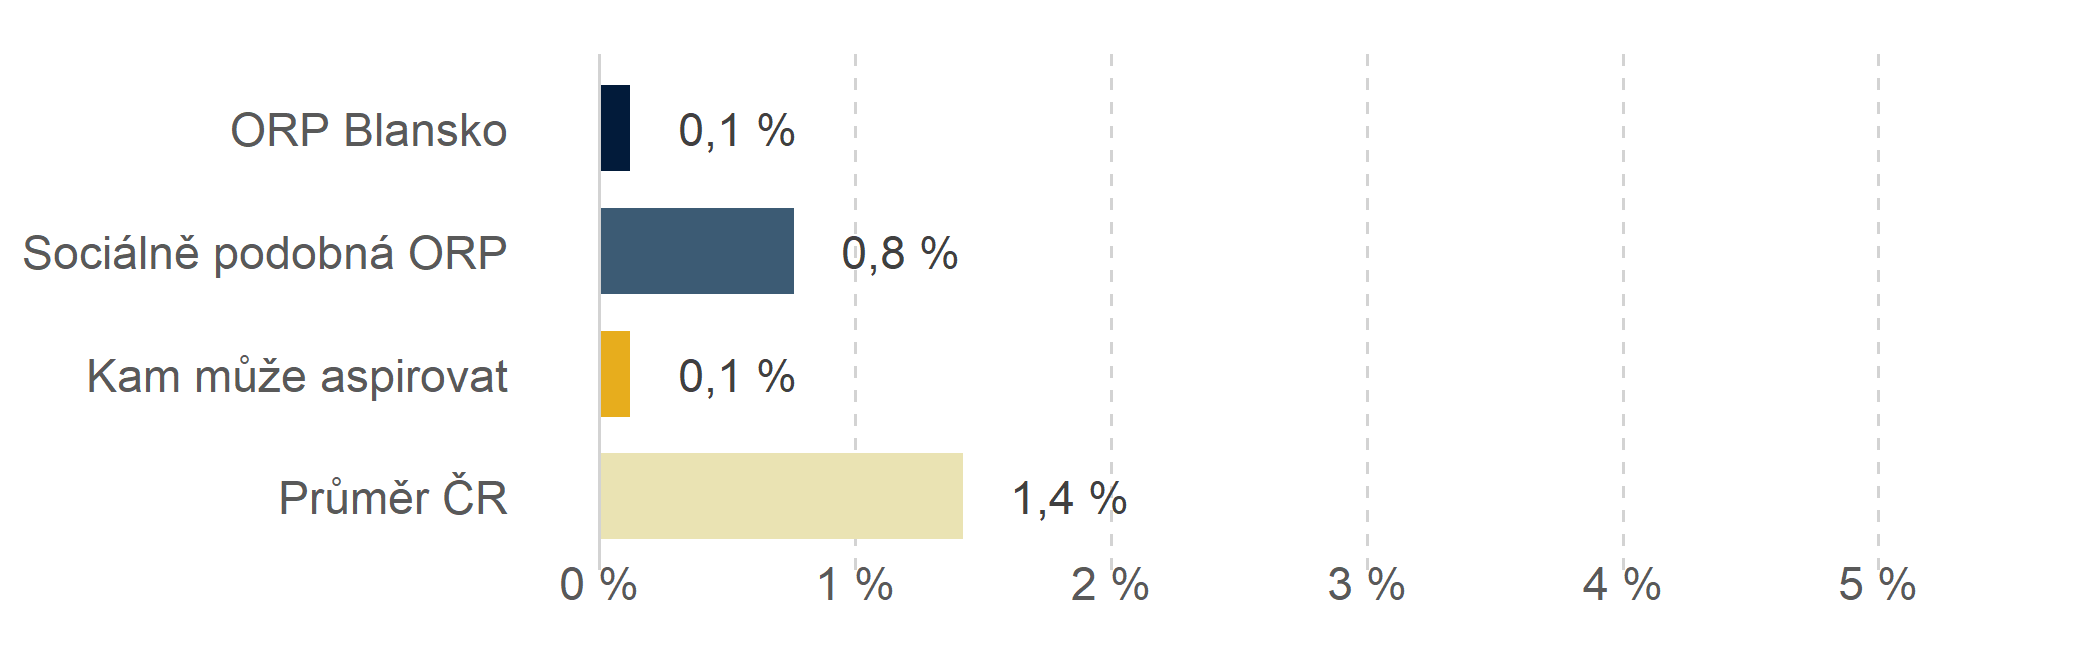 ORP Blansko 0,1 %
Sociálně podobná ORP 0,8 %
Kam může aspirovat 0,1 %
Průměr ČR 1,4 %
0 % 1 % 2 % 3 % 4 % 5 %